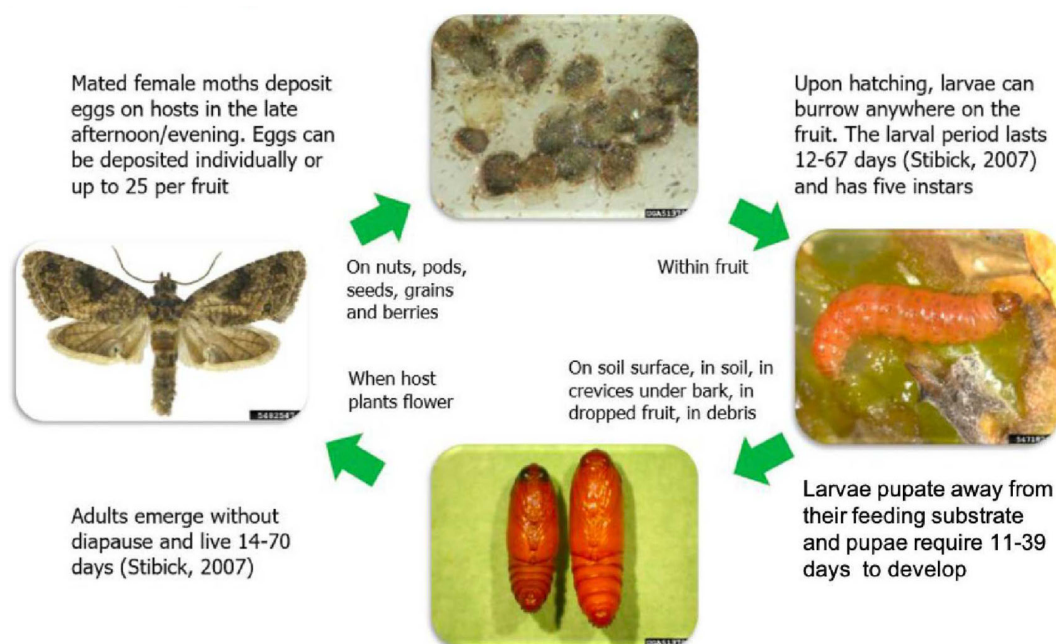 Mated female moths deposit
eggs on hosts in the late
afternoon/evening. Eggs can
be deposited individually or
up to 25 per fruit
Upon hatching, larvae can
burrow anywhere on the
fruit. The larval period lasts
12-67 days (Stibick, 2007)
and has five instars
On nuts, pods,
seeds, grains
and berries
Within fruit
When host
plants flower
On soil surface, in soil, in
crevices under bark, in
dropped fruit, in debris
Adults emerge without
diapause and live 14-70
days (Stibick, 2007)
Larvae pupate away from
their feeding substrate
and pupae require 11-39
days to develop